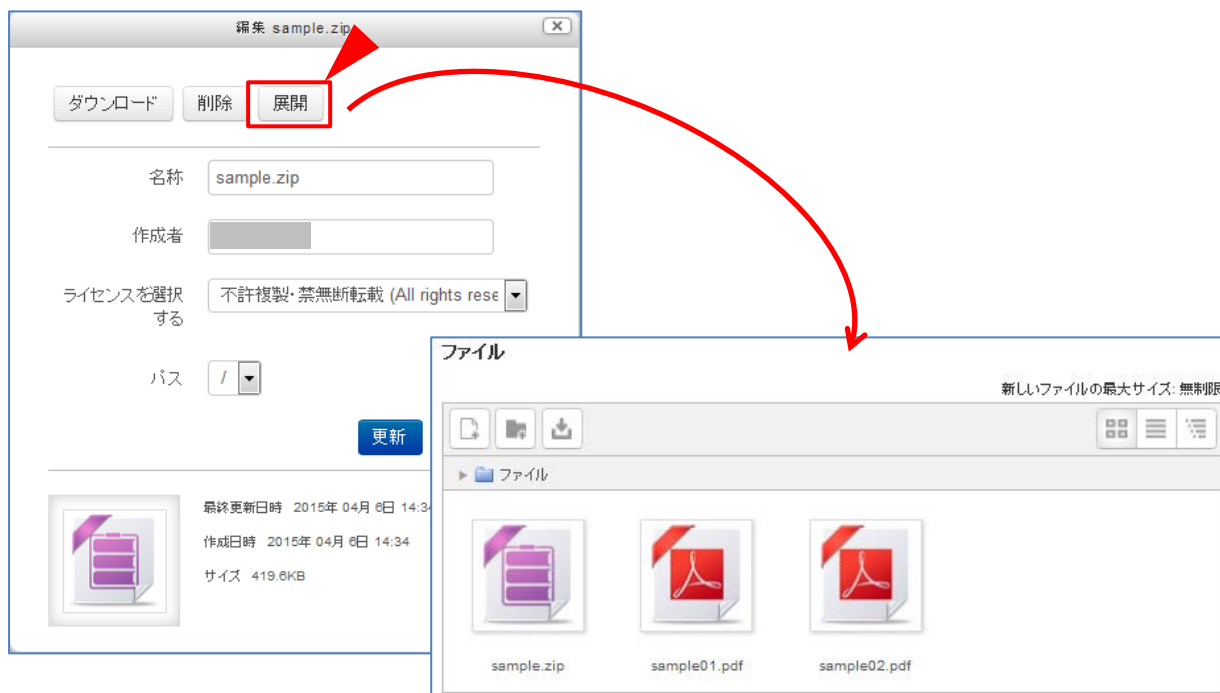 編集 sample.zip
ダウンロード 削除 展開
名称 sample.zip
作成者
ライセンスを選択
する
不許複製・禁無断転載 (All rights rese
パス /
更新
最終更新日時 2015年 04月 6日 14:34
作成日時 2015年 04月 6日 14:34
サイズ 419.6KB
ファイル
新しいファイルの最大サイズ: 無制限
ファイル
sample.zip sample01.pdf sample02.pdf